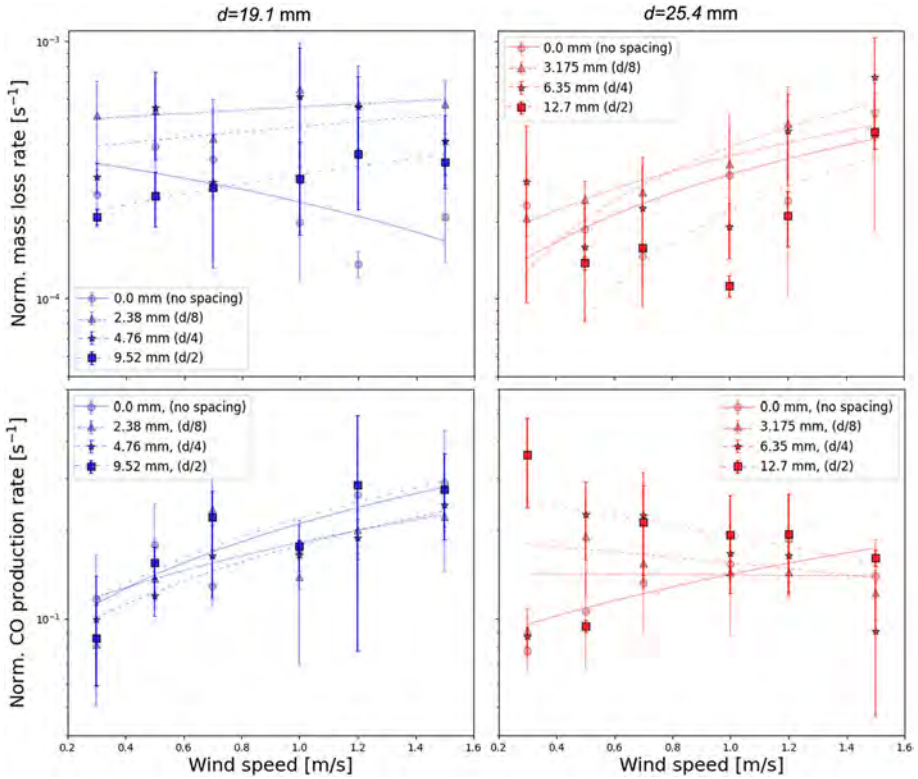 d=19.1 mm
d=25.4 mm
10⁻³
10⁻⁴
Norm. mass loss rate [s⁻¹]
0.0 mm (no spacing)
2.38 mm (d/8)
4.76 mm (d/4)
9.52 mm (d/2)
0.0 mm (no spacing)
3.175 mm (d/8)
6.35 mm (d/4)
12.7 mm (d/2)
10⁻¹
Norm. CO production rate [s⁻¹]
0.0 mm, (no spacing)
2.38 mm, (d/8)
4.76 mm, (d/4)
9.52 mm, (d/2)
0.0 mm, (no spacing)
3.175 mm, (d/8)
6.35 mm, (d/4)
12.7 mm, (d/2)
0.2 0.4 0.6 0.8 1.0 1.2 1.4 1.6
0.2 0.4 0.6 0.8 1.0 1.2 1.4 1.6
Wind speed [m/s]
Wind speed [m/s]